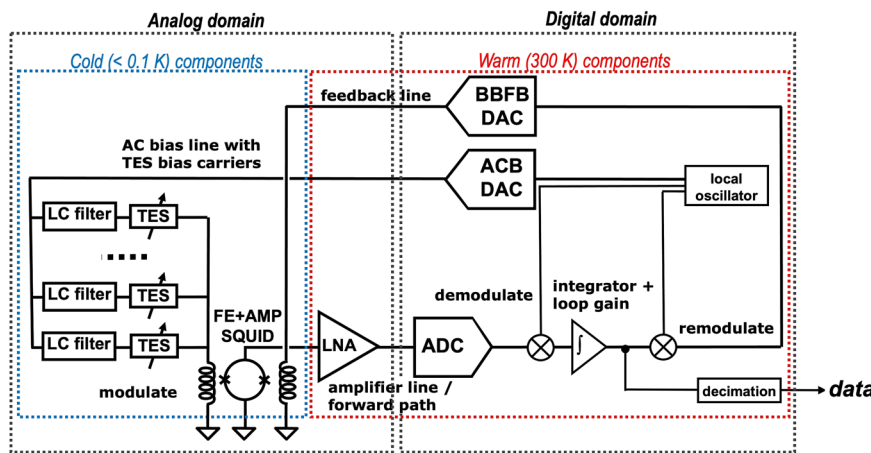 Analog domain
Digital domain
Cold (< 0.1 K) components
Warm (300 K) components
feedback line
BBFB
DAC
AC bias line with
TES bias carriers
ACB
DAC
local
oscillator
LC filter
TES
LC filter
TES
LC filter
TES
FE+AMP
SQUID
modulate
LNA
amplifier line /
forward path
ADC
demodulate
integrator +
loop gain
∫
remodulate
decimation
data